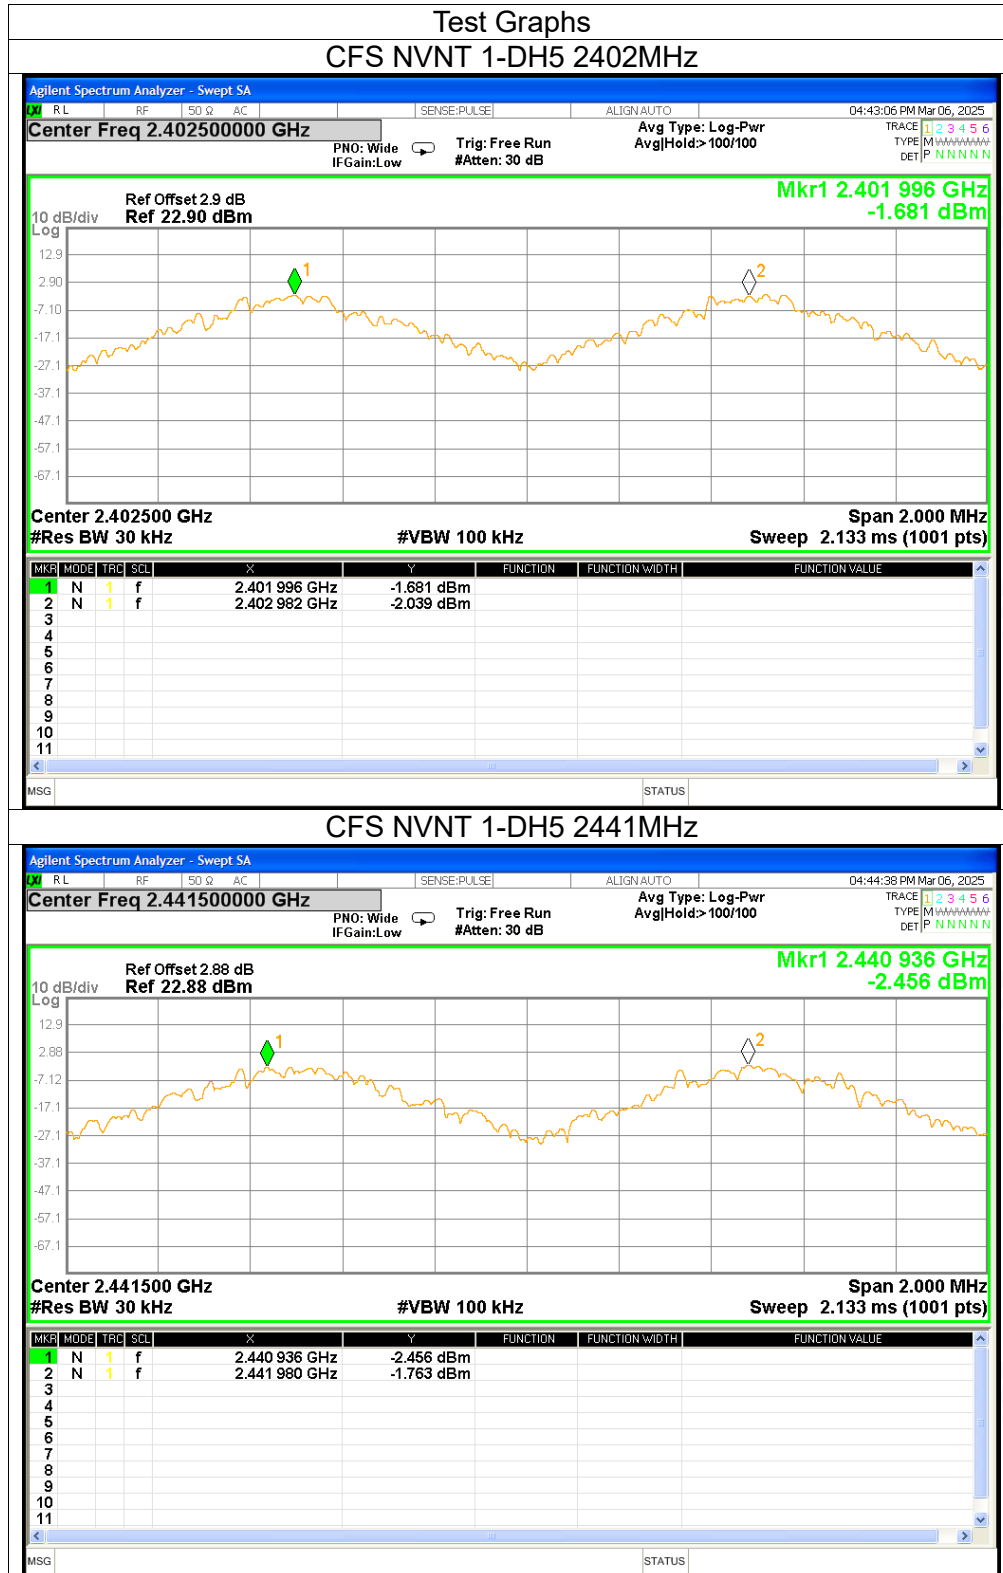 Test Graphs
CFS NVNT 1-DH5 2402MHz
Agilent Spectrum Analyzer - Swept SA
LXI RL RF 50 Ω AC SENSE:PULSE ALIGN AUTO 04:43:06 PM Mar 06, 2025
Center Freq 2.402500000 GHz Avg Type: Log-Pwr TRACE 1 2 3 4 5 6
PNO: Wide Trig: Free Run Avg|Hold:>100/100 TYPE M
IFGain:Low #Atten: 30 dB DET P N N N N N
Mkr1 2.401 996 GHz
Ref Offset 2.9 dB
10 dB/div Ref 22.90 dBm -1.681 dBm
Log
12.9
1 2
2.90
-7.10
-17.1
-27.1
-37.1
-47.1
-57.1
-67.1
Center 2.402500 GHz Span 2.000 MHz
#Res BW 30 kHz #VBW 100 kHz Sweep 2.133 ms (1001 pts)
MKR MODE TRC SCL X Y FUNCTION FUNCTION WIDTH FUNCTION VALUE
1 N 1 f 2.401 996 GHz -1.681 dBm
2 N 1 f 2.402 982 GHz -2.039 dBm
3
4
5
6
7
8
9
10
11
MSG STATUS
CFS NVNT 1-DH5 2441MHz
Agilent Spectrum Analyzer - Swept SA
LXI RL RF 50 Ω AC SENSE:PULSE ALIGN AUTO 04:44:38 PM Mar 06, 2025
Center Freq 2.441500000 GHz Avg Type: Log-Pwr TRACE 1 2 3 4 5 6
PNO: Wide Trig: Free Run Avg|Hold:>100/100 TYPE M
IFGain:Low #Atten: 30 dB DET P N N N N N
Mkr1 2.440 936 GHz
Ref Offset 2.88 dB
10 dB/div Ref 22.88 dBm -2.456 dBm
Log
12.9
1 2
2.88
-7.12
-17.1
-27.1
-37.1
-47.1
-57.1
-67.1
Center 2.441500 GHz Span 2.000 MHz
#Res BW 30 kHz #VBW 100 kHz Sweep 2.133 ms (1001 pts)
MKR MODE TRC SCL X Y FUNCTION FUNCTION WIDTH FUNCTION VALUE
1 N 1 f 2.440 936 GHz -2.456 dBm
2 N 1 f 2.441 980 GHz -1.763 dBm
3
4
5
6
7
8
9
10
11
MSG STATUS